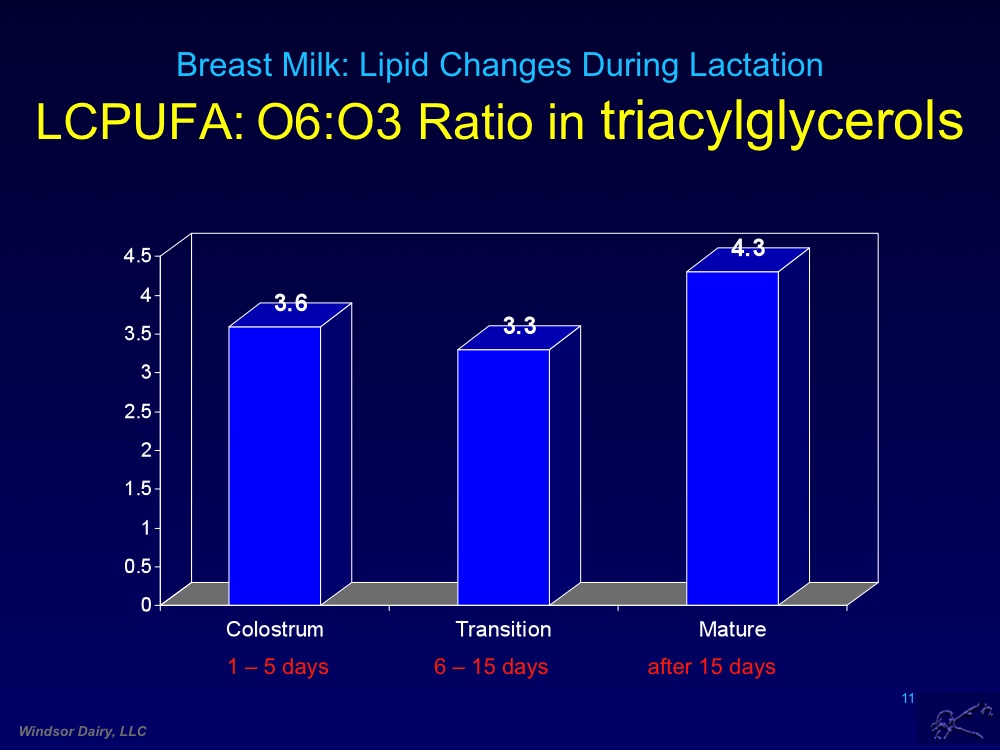 Breast Milk: Lipid Changes During Lactation
LCPUFA: O6:O3 Ratio in triacylglycerols
4.5
4
3.5
3
2.5
2
1.5
1
0.5
0
3.6
3.3
4.3
Colostrum
Transition
Mature
1 – 5 days
6 – 15 days
after 15 days
11
Windsor Dairy, LLC